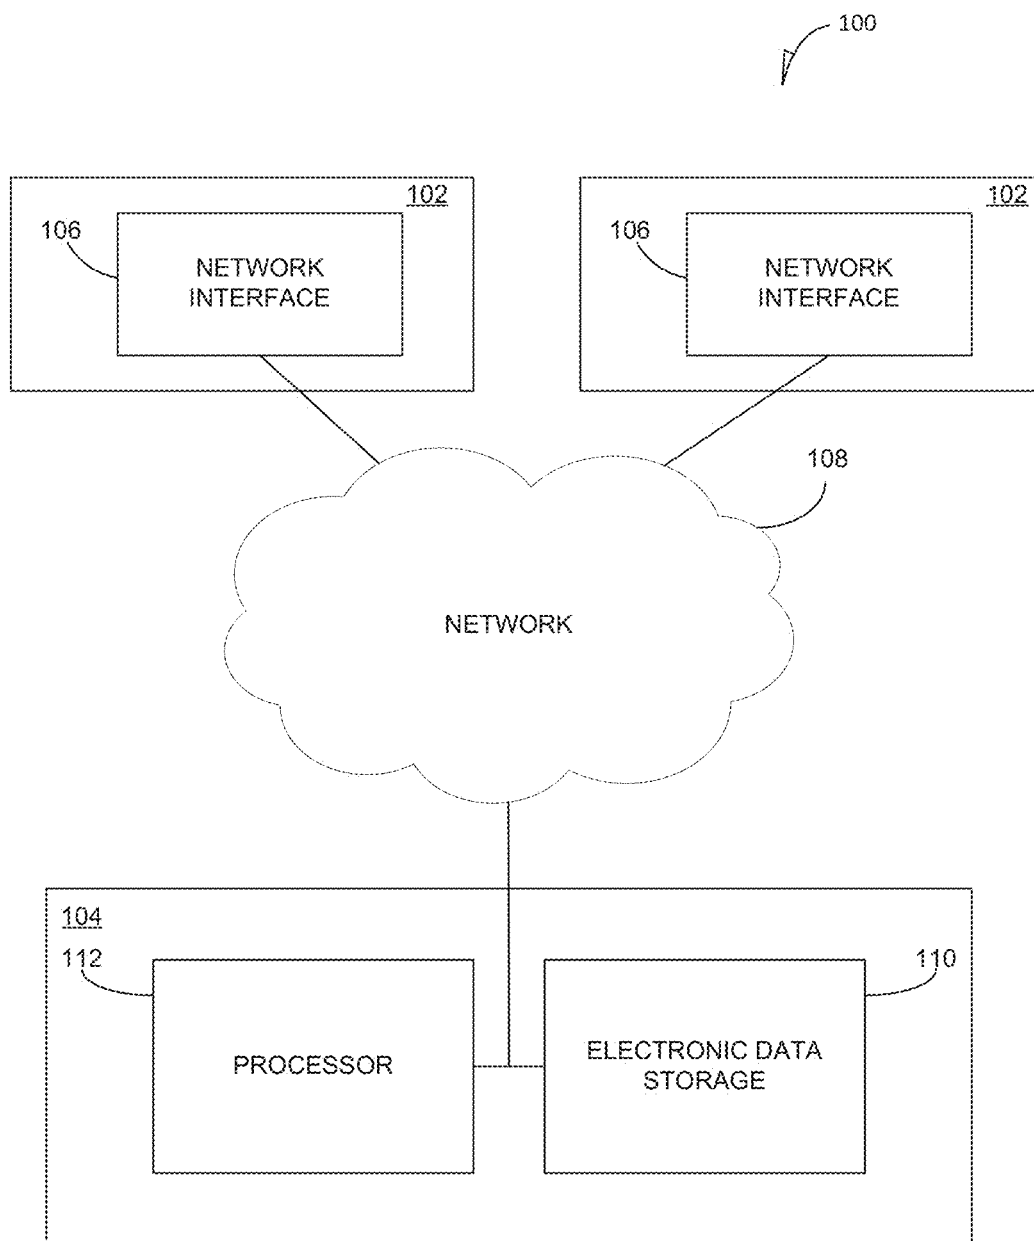 100
102
102
106
106
NETWORK
INTERFACE
NETWORK
INTERFACE
108
NETWORK
104
112
110
PROCESSOR
ELECTRONIC DATA
STORAGE